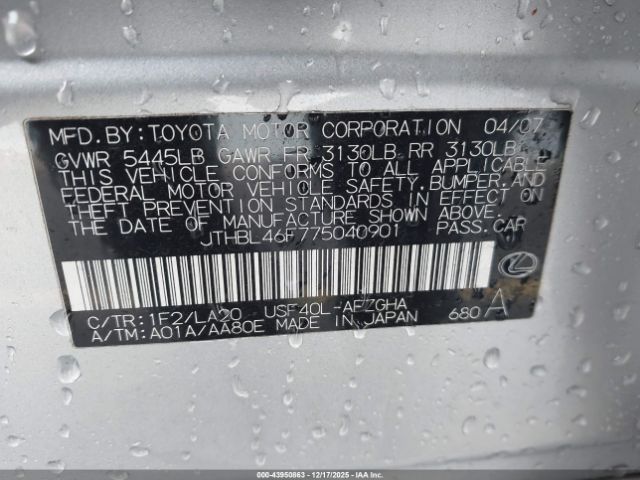 MFD. BY: TOYOTA MOTOR CORPORATION 04/07
GVWR 5445LB GAWR FR 3130LB RR 3130LB
THIS VEHICLE CONFORMS TO ALL APPLICABLE
FEDERAL MOTOR VEHICLE SAFETY, BUMPER, AND
THEFT PREVENTION STANDARDS IN EFFECT ON
THE DATE OF MANUFACTURE SHOWN ABOVE.
JTHBL46F775040901 PASS. CAR
C/TR: 1F2/LA20 USF40L-AEZGHA
A/TM: A01A/AA80E MADE IN JAPAN 680 A
000-43950863 12/17/2025 IAAI.COM